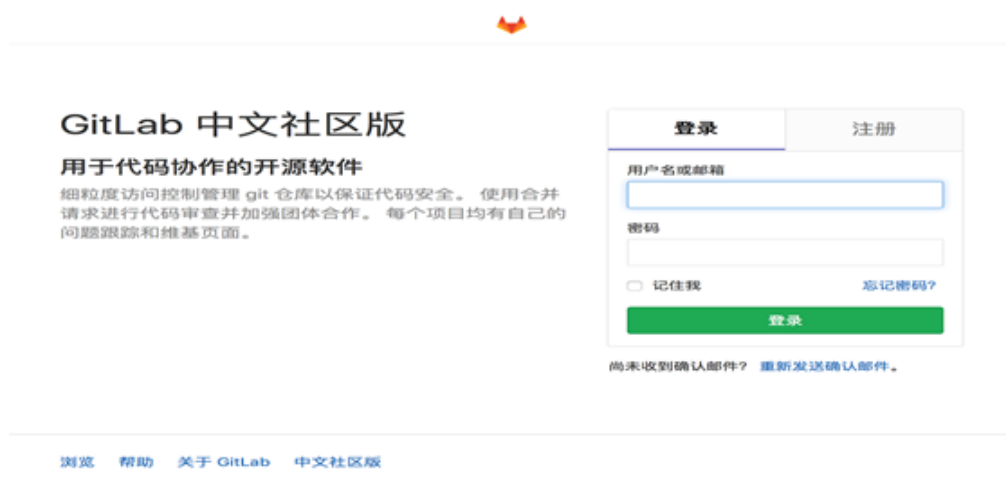 GitLab 中文社区版
用于代码协作的开源软件
细粒度访问控制管理 git 仓库以保证代码安全。 使用合并
请求进行代码审查并加强团体合作。 每个项目均有自己的
问题跟踪和维基页面。
登录 注册
用户名或邮箱
密码
记住我 忘记密码?
登录
尚未收到确认邮件? 重新发送确认邮件。
浏览 帮助 关于 GitLab 中文社区版